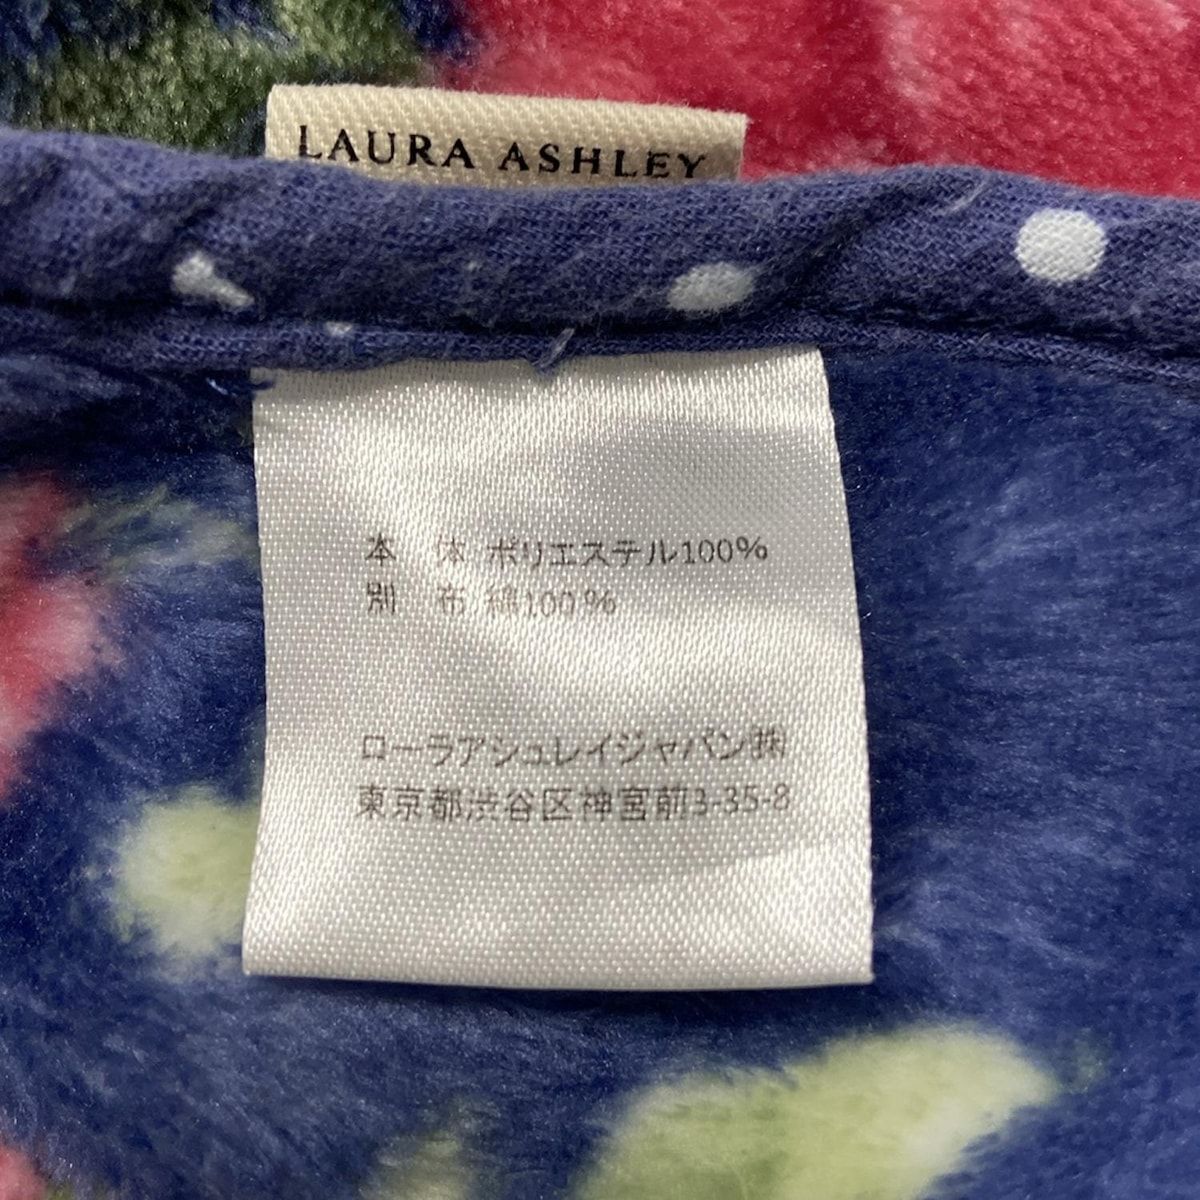 LAURA ASHLEY
本　体 ポリエステル100%
別　布 綿100%
ローラアシュレイジャパン㈱
東京都渋谷区神宮前3-35-8